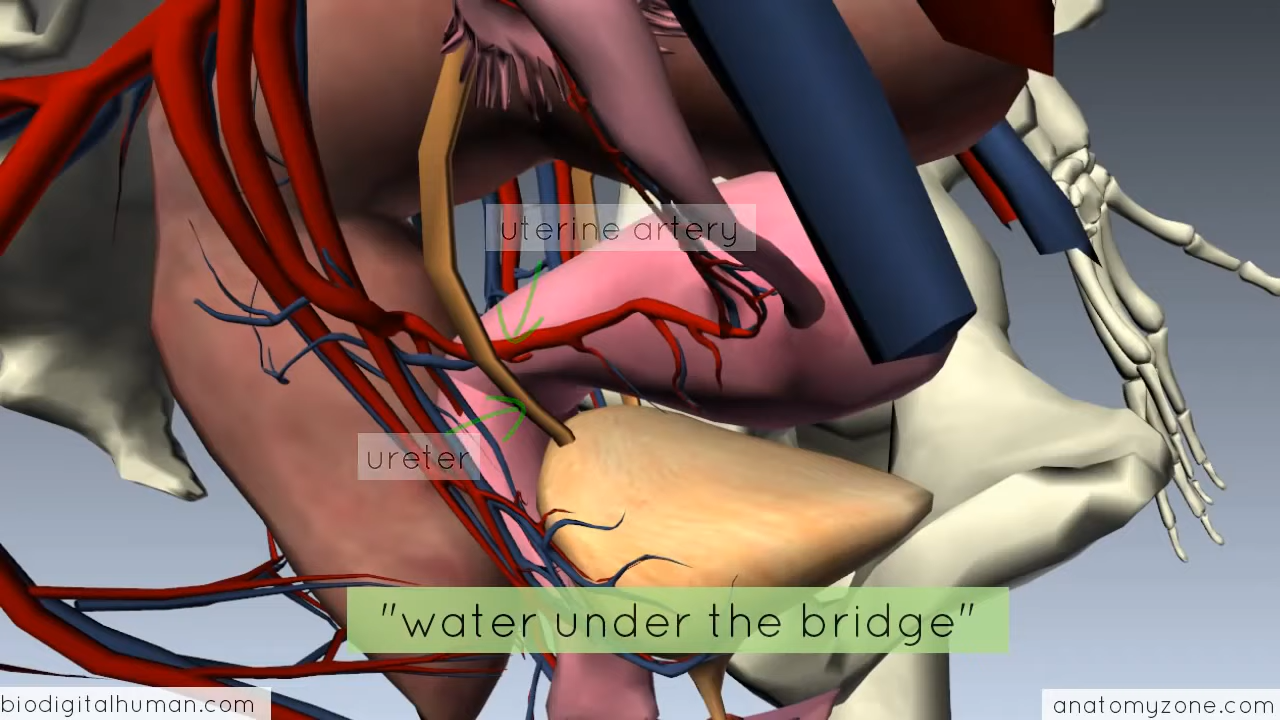 uterine artery
ureter
"water under the bridge"
biodigitalhuman.com
anatomyzone.com